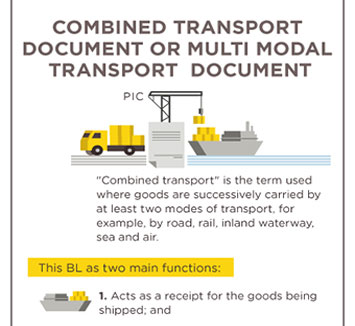 COMBINED TRANSPORT
DOCUMENT OR MULTI MODAL
TRANSPORT DOCUMENT
PIC
"Combined transport" is the term used
where goods are successively carried by
at least two modes of transport, for
example, by road, rail, inland waterway,
sea and air.
This BL as two main functions:
1. Acts as a receipt for the goods being
shipped; and